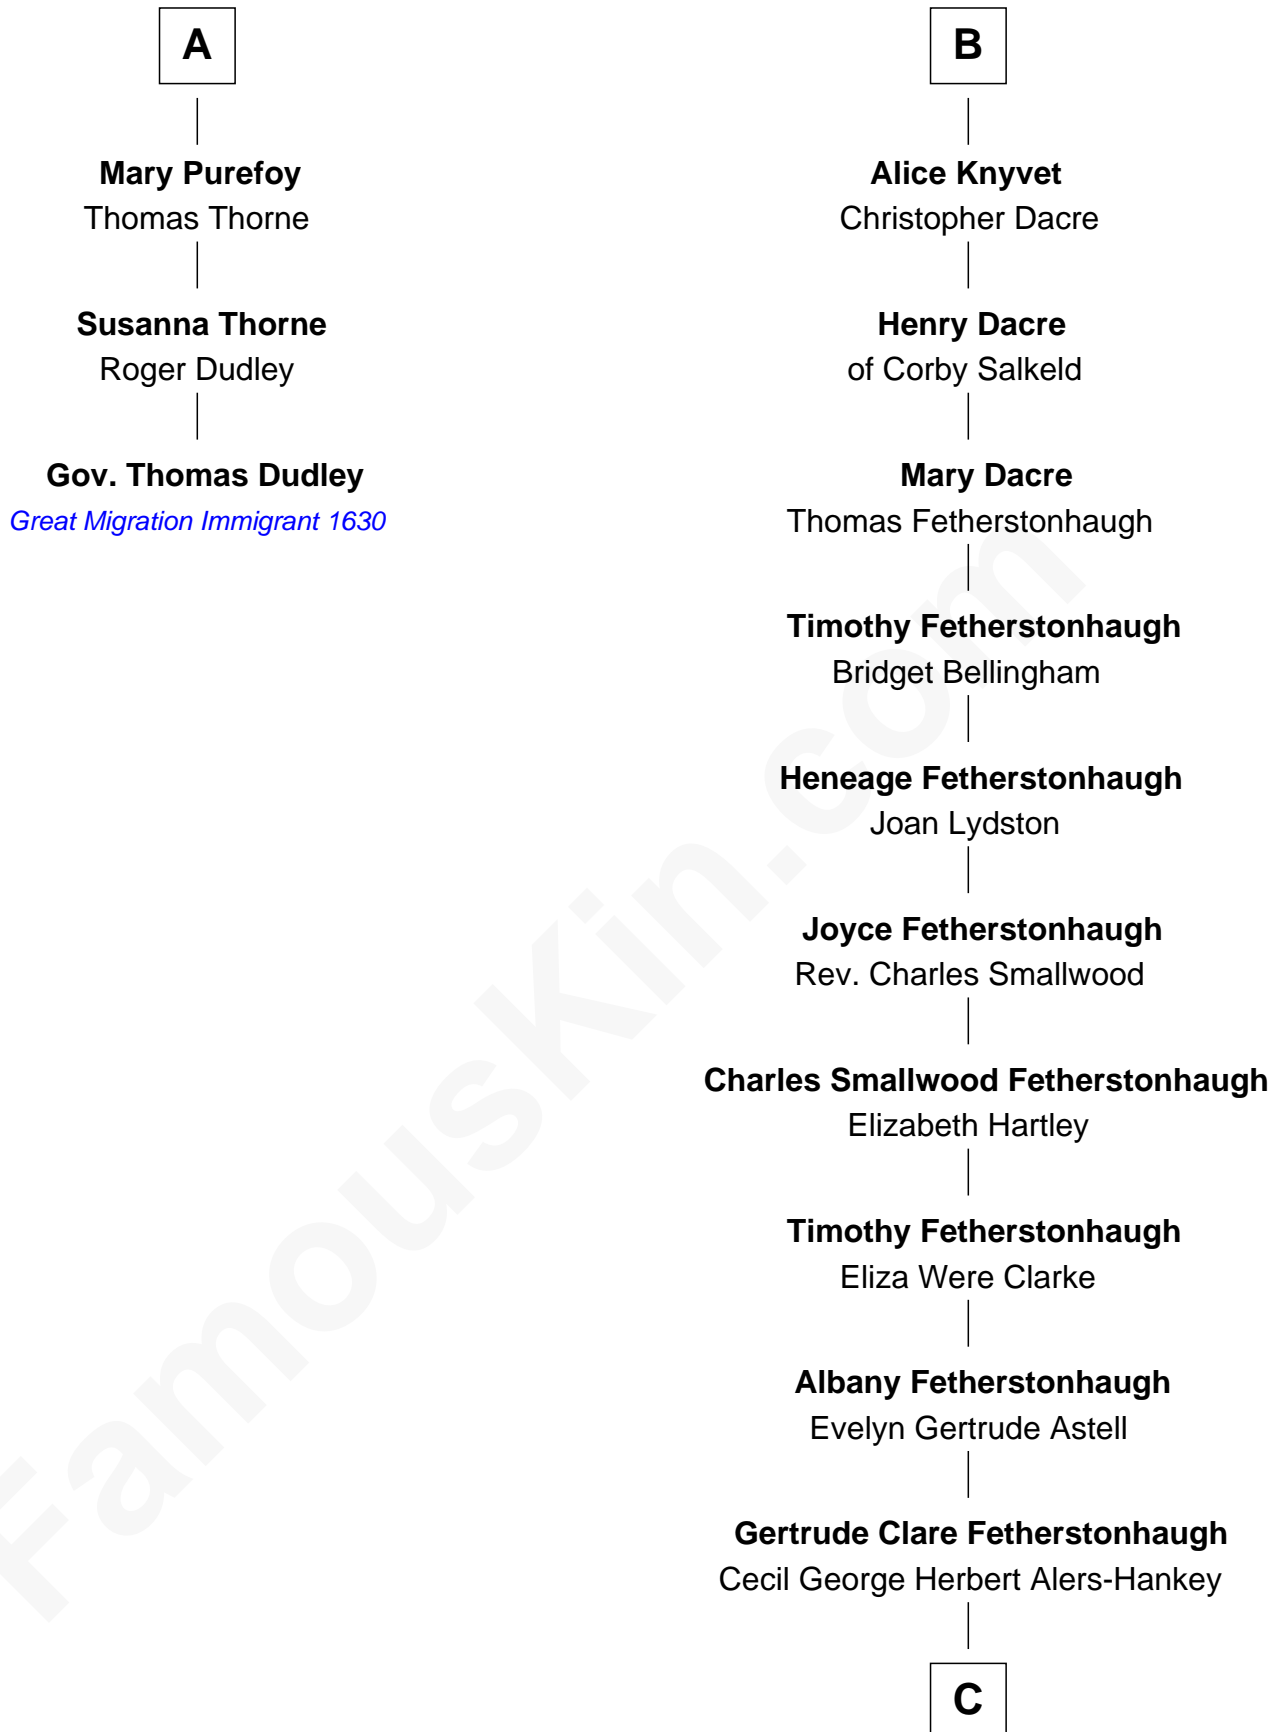 A
Mary Purefoy
Thomas Thorne
Susanna Thorne
Roger Dudley
Gov. Thomas Dudley
Great Migration Immigrant 1630
B
Alice Knyvet
Christopher Dacre
Henry Dacre
of Corby Salkeld
Mary Dacre
Thomas Fetherstonhaugh
Timothy Fetherstonhaugh
Bridget Bellingham
Heneage Fetherstonhaugh
Joan Lydston
Joyce Fetherstonhaugh
Rev. Charles Smallwood
Charles Smallwood Fetherstonhaugh
Elizabeth Hartley
Timothy Fetherstonhaugh
Eliza Were Clarke
Albany Fetherstonhaugh
Evelyn Gertrude Astell
Gertrude Clare Fetherstonhaugh
Cecil George Herbert Alers-Hankey
C
FamousKin.com